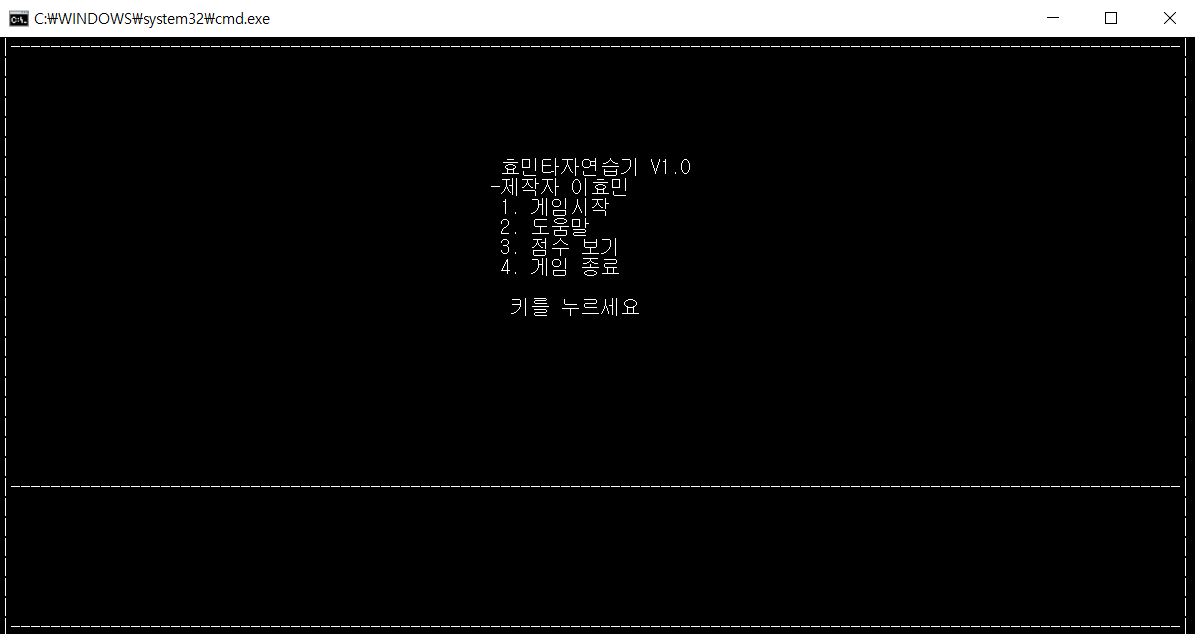 C:₩WINDOWS₩system32₩cmd.exe
효민타자연습기 V1.0
-제작자 이효민
1. 게임시작
2. 도움말
3. 점수 보기
4. 게임 종료
키를 누르세요